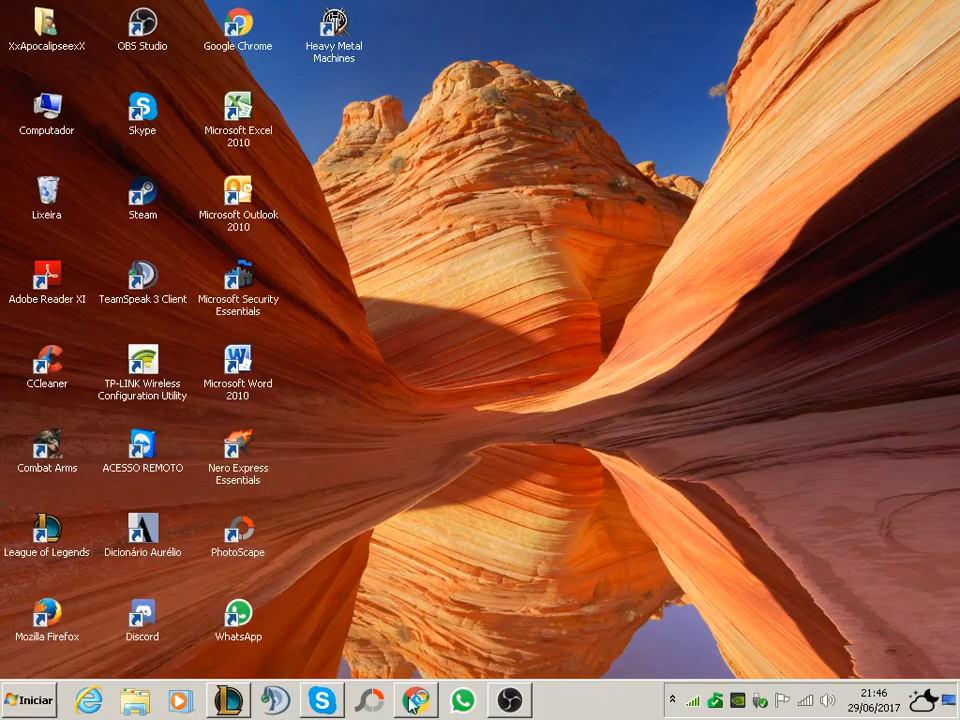 XxApocalipseexX
OBS Studio
Google Chrome
Heavy Metal
Machines
Computador
Skype
Microsoft Excel
2010
Lixeira
Steam
Microsoft Outlook
2010
Adobe Reader XI
TeamSpeak 3 Client
Microsoft Security
Essentials
CCleaner
TP-LINK Wireless
Configuration Utility
Microsoft Word
2010
Combat Arms
ACESSO REMOTO
Nero Express
Essentials
League of Legends
Dicionário Aurélio
PhotoScape
Mozilla Firefox
Discord
WhatsApp
Iniciar
21:46
29/06/2017